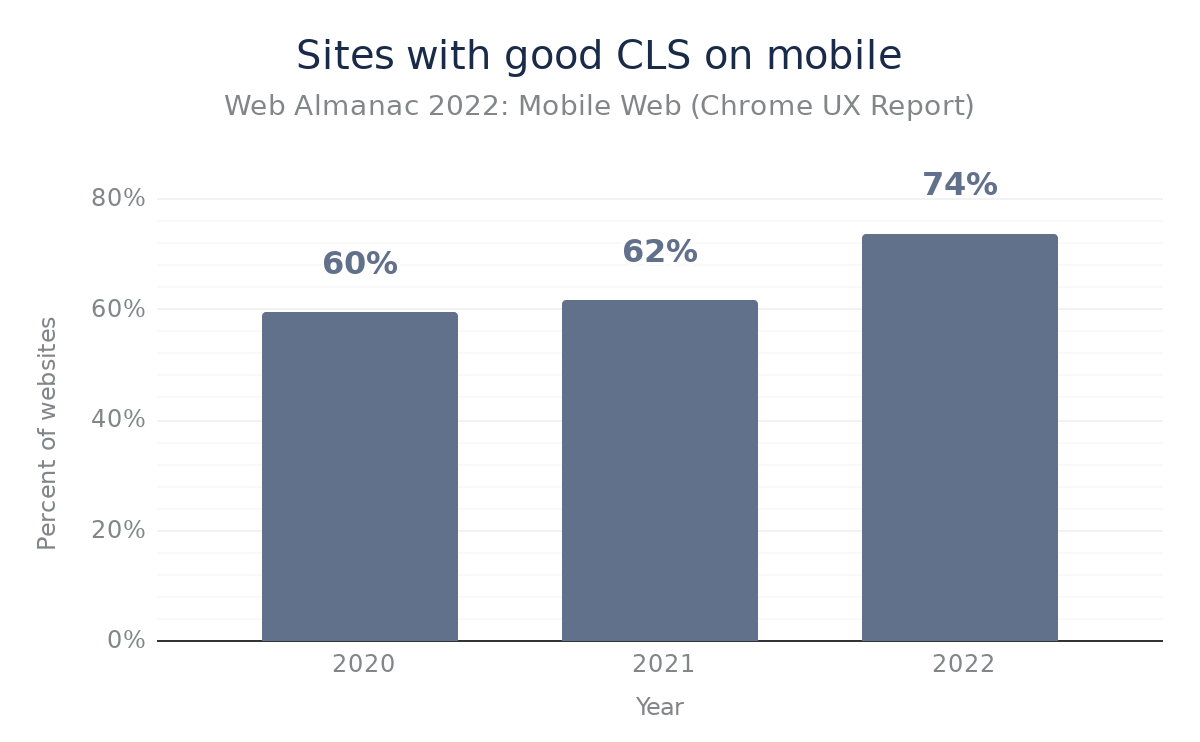 Sites with good CLS on mobile
Web Almanac 2022: Mobile Web (Chrome UX Report)
Percent of websites
80%
60%
40%
20%
0%
60%
62%
74%
2020
2021
2022
Year